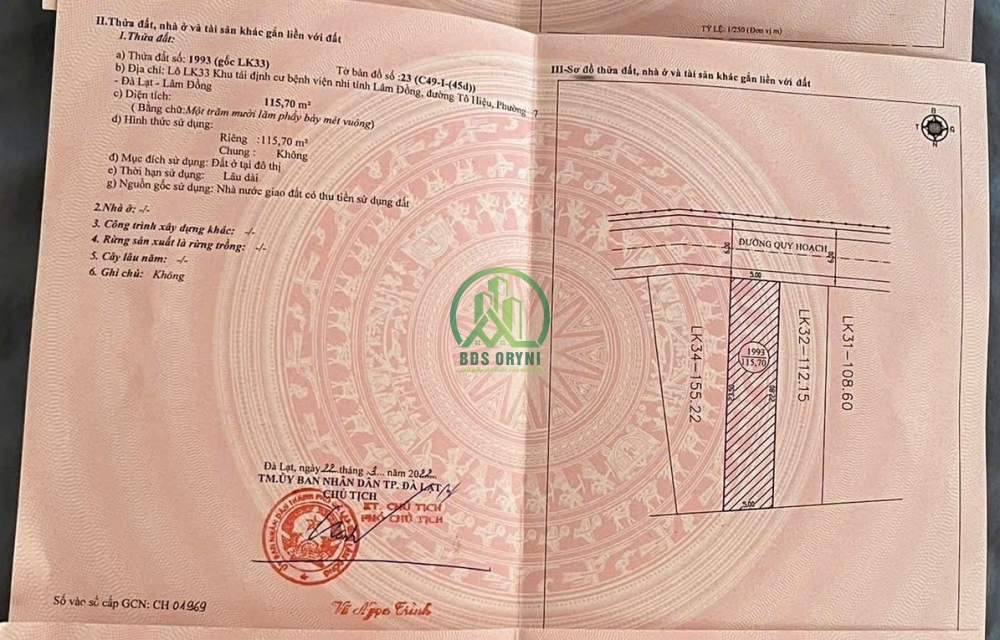 II.Thửa đất, nhà ở và tài sản khác gắn liền với đất
1.Thửa đất:
a) Thửa đất số: 1993 (gốc LK33)
Tờ bản đồ số: 23 (C49-I-(45d))
b) Địa chỉ: Lô LK33 Khu tái định cư bệnh viện nhi tỉnh Lâm Đồng, đường Tô Hiệu, Phường 7
- Đà Lạt - Lâm Đồng
c) Diện tích: 115,70 m²
( Bằng chữ:Một trăm mười lăm phẩy bảy mét vuông)
d) Hình thức sử dụng:
Riêng :115,70 m²
Chung : Không
đ) Mục đích sử dụng: Đất ở tại đô thị
e) Thời hạn sử dụng: Lâu dài
g) Nguồn gốc sử dụng: Nhà nước giao đất có thu tiền sử dụng đất
2.Nhà ở: -/-
3. Công trình xây dựng khác: -/-
4. Rừng sản xuất là rừng trồng: -/-
5. Cây lâu năm: -/-
6. Ghi chú: Không
Đà Lạt, ngày 22 tháng 3 năm 2022
TM.ỦY BAN NHÂN DÂN TP. ĐÀ LẠT
CHỦ TỊCH
KT. CHỦ TỊCH
PHÓ CHỦ TỊCH
Vũ Ngọc Trình
Số vào sổ cấp GCN: CH 01969
BDS ORYNI
TỶ LỆ: 1/250 (Đơn vị m)
III-Sơ đồ thửa đất, nhà ở và tài sản khác gắn liền với đất
B
T
N
ĐƯỜNG QUY HOẠCH
5.00
LK34-155.22
1993
115,70
LK32-112.15
LK31-108.60
5.00